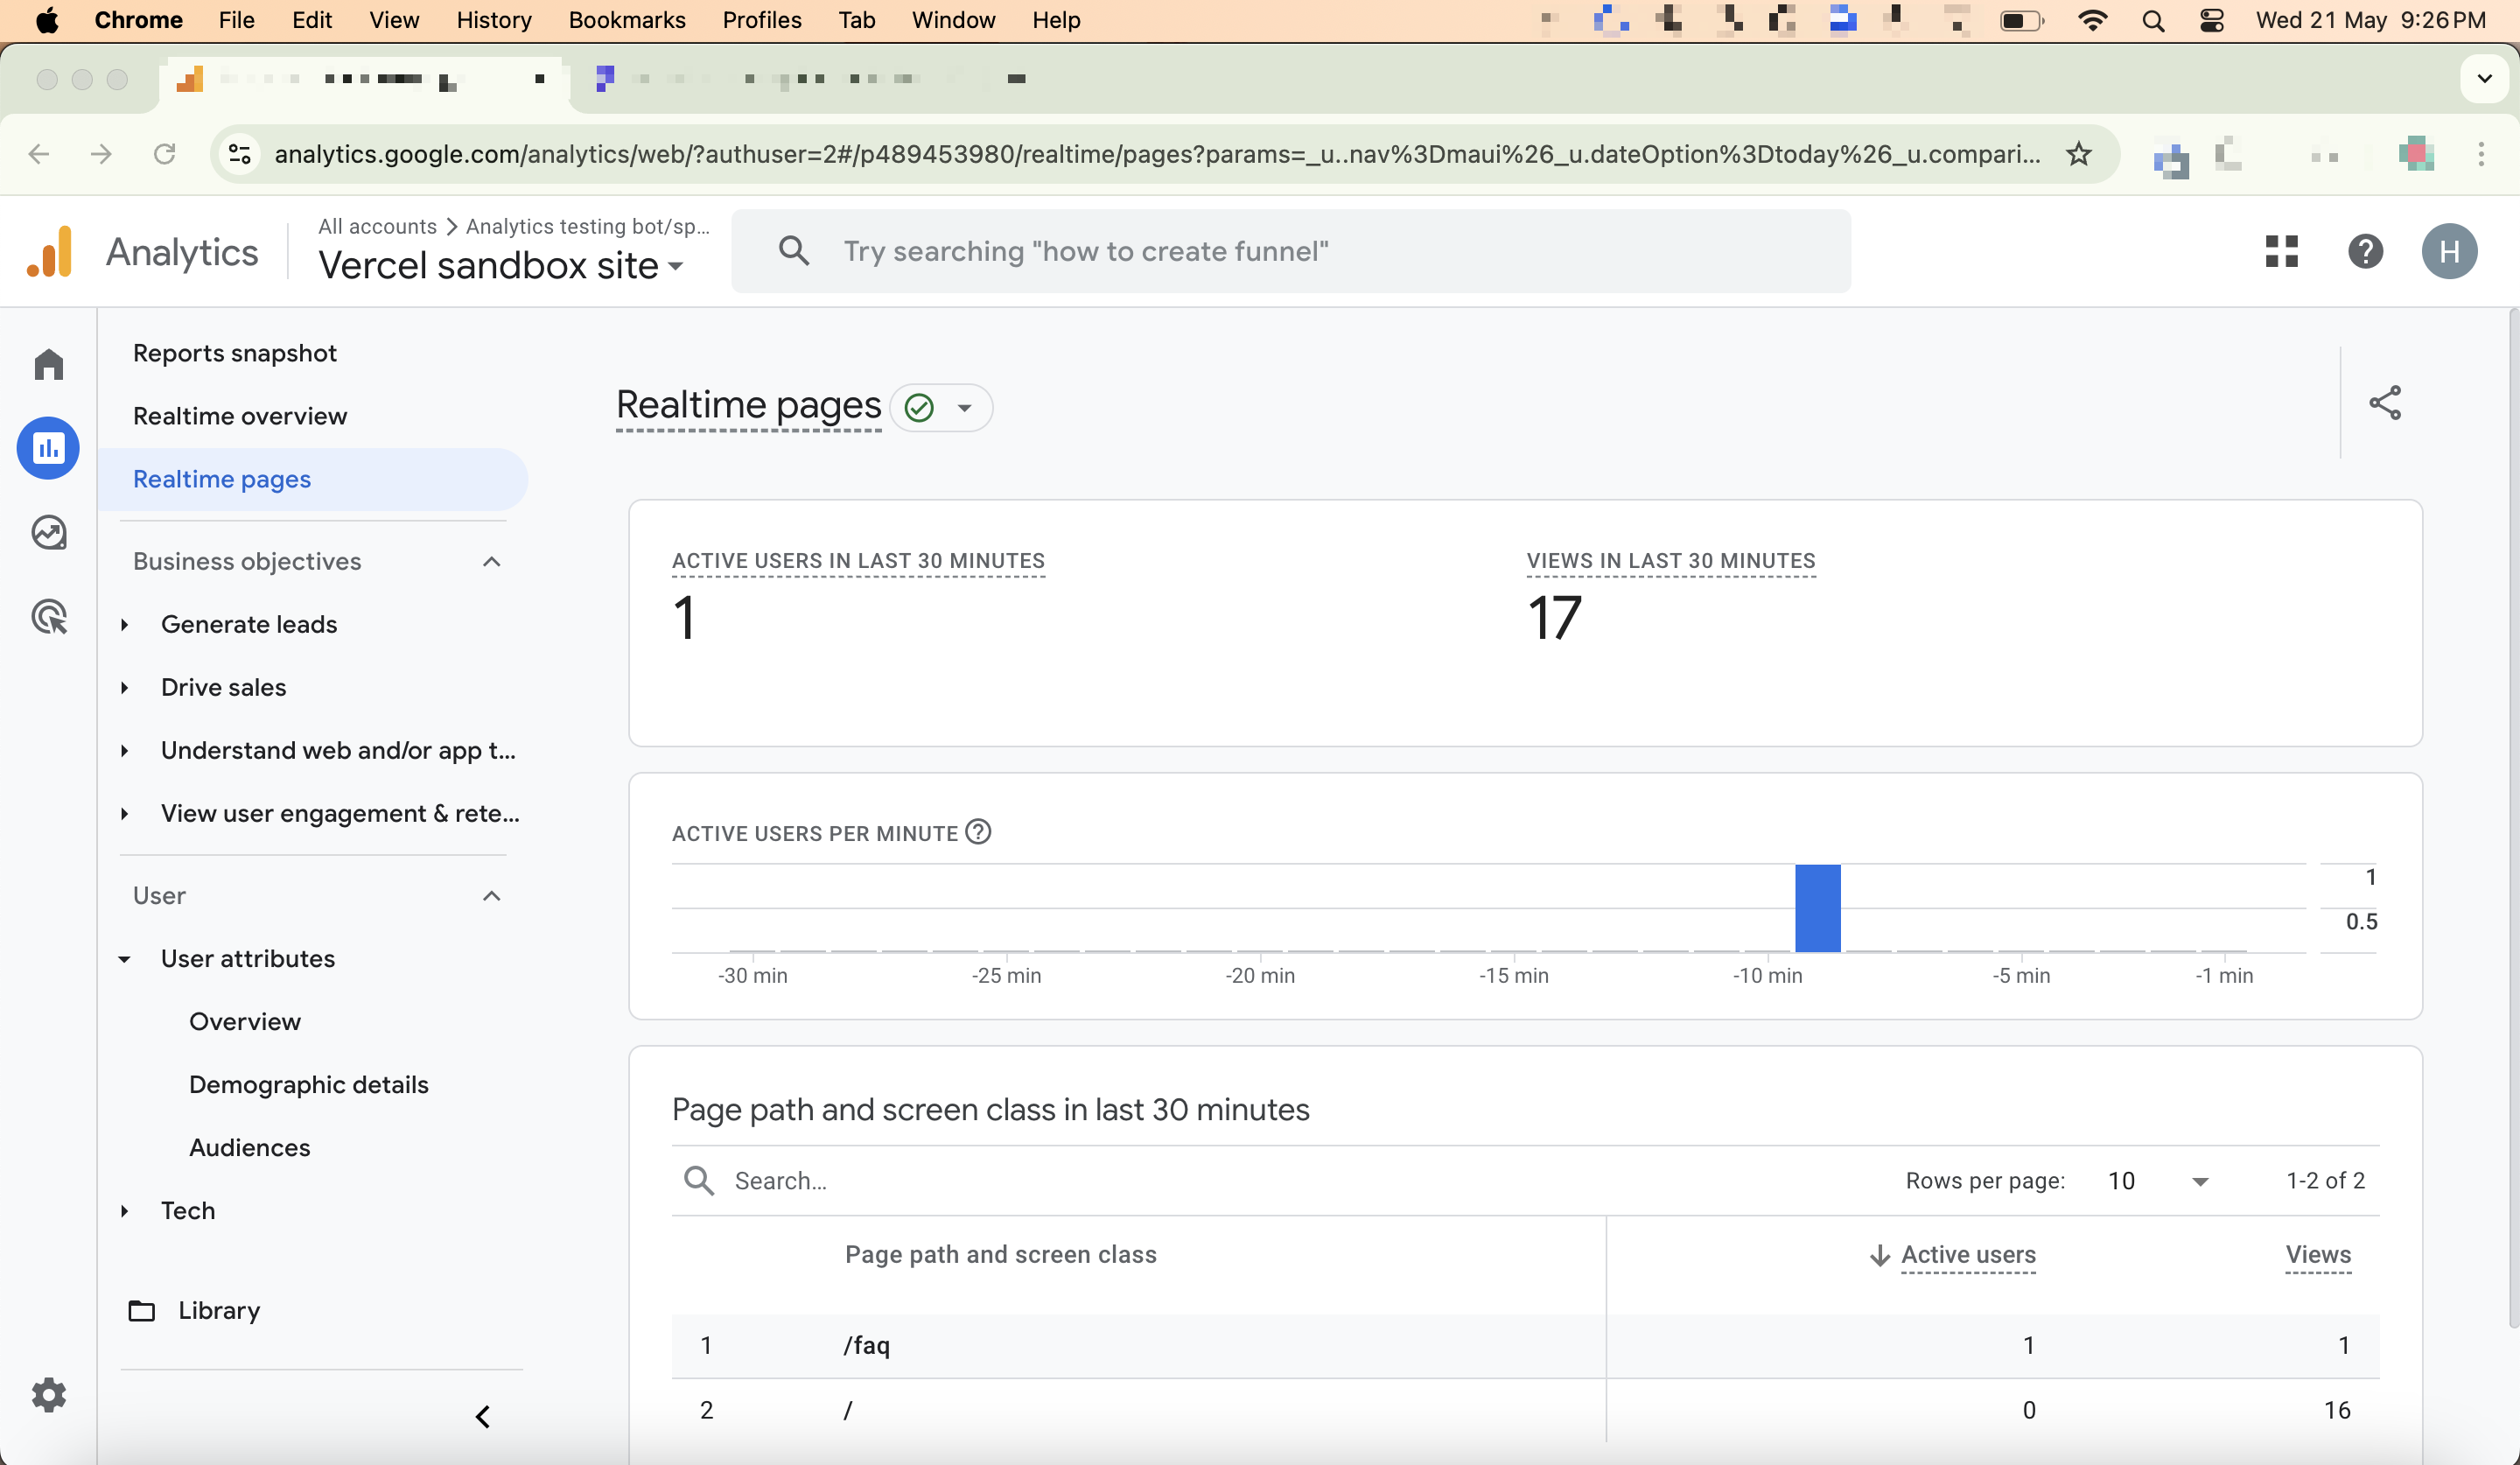 Chrome File Edit View History Bookmarks Profiles Tab Window Help Wed 21 May 9:26 PM
analytics.google.com/analytics/web/?authuser=2#/p489453980/realtime/pages?params=_u..nav%3Dmaui%26_u.dateOption%3Dtoday%26_u.compari...
Analytics
All accounts > Analytics testing bot/sp...
Vercel sandbox site
Try searching "how to create funnel"
H
Reports snapshot
Realtime overview
Realtime pages
Business objectives
Generate leads
Drive sales
Understand web and/or app t...
View user engagement & rete...
User
User attributes
Overview
Demographic details
Audiences
Tech
Library
Realtime pages
ACTIVE USERS IN LAST 30 MINUTES
1
VIEWS IN LAST 30 MINUTES
17
ACTIVE USERS PER MINUTE
1
0.5
-30 min -25 min -20 min -15 min -10 min -5 min -1 min
Page path and screen class in last 30 minutes
Search... Rows per page: 10 1-2 of 2
Page path and screen class Active users Views
1 /faq 1 1
2 / 0 16